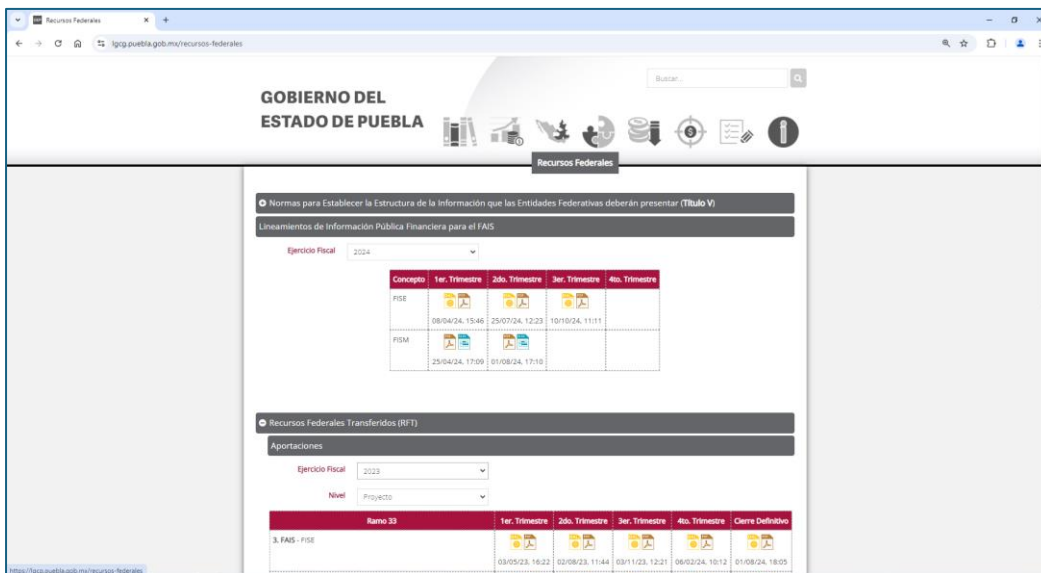 Recursos Federales
lgcg.puebla.gob.mx/recursos-federales
Buscar...
GOBIERNO DEL
ESTADO DE PUEBLA
Recursos Federales
Normas para Establecer la Estructura de la Información que las Entidades Federativas deberán presentar (Título V)
Lineamientos de Información Pública Financiera para el FAIS
Ejercicio Fiscal 2024
Concepto 1er. Trimestre 2do. Trimestre 3er. Trimestre 4to. Trimestre
FISE
08/04/24, 15:46 25/07/24, 12:23 10/10/24, 11:11
FISM
25/04/24, 17:09 01/08/24, 17:10
Recursos Federales Transferidos (RFT)
Aportaciones
Ejercicio Fiscal 2023
Nivel Proyecto
Ramo 33 1er. Trimestre 2do. Trimestre 3er. Trimestre 4to. Trimestre Cierre Definitivo
3. FAIS - FISE
03/05/23, 16:22 02/08/23, 11:44 03/11/23, 12:21 06/02/24, 10:12 01/08/24, 18:05
https://lgcg.puebla.gob.mx/recursos-federales